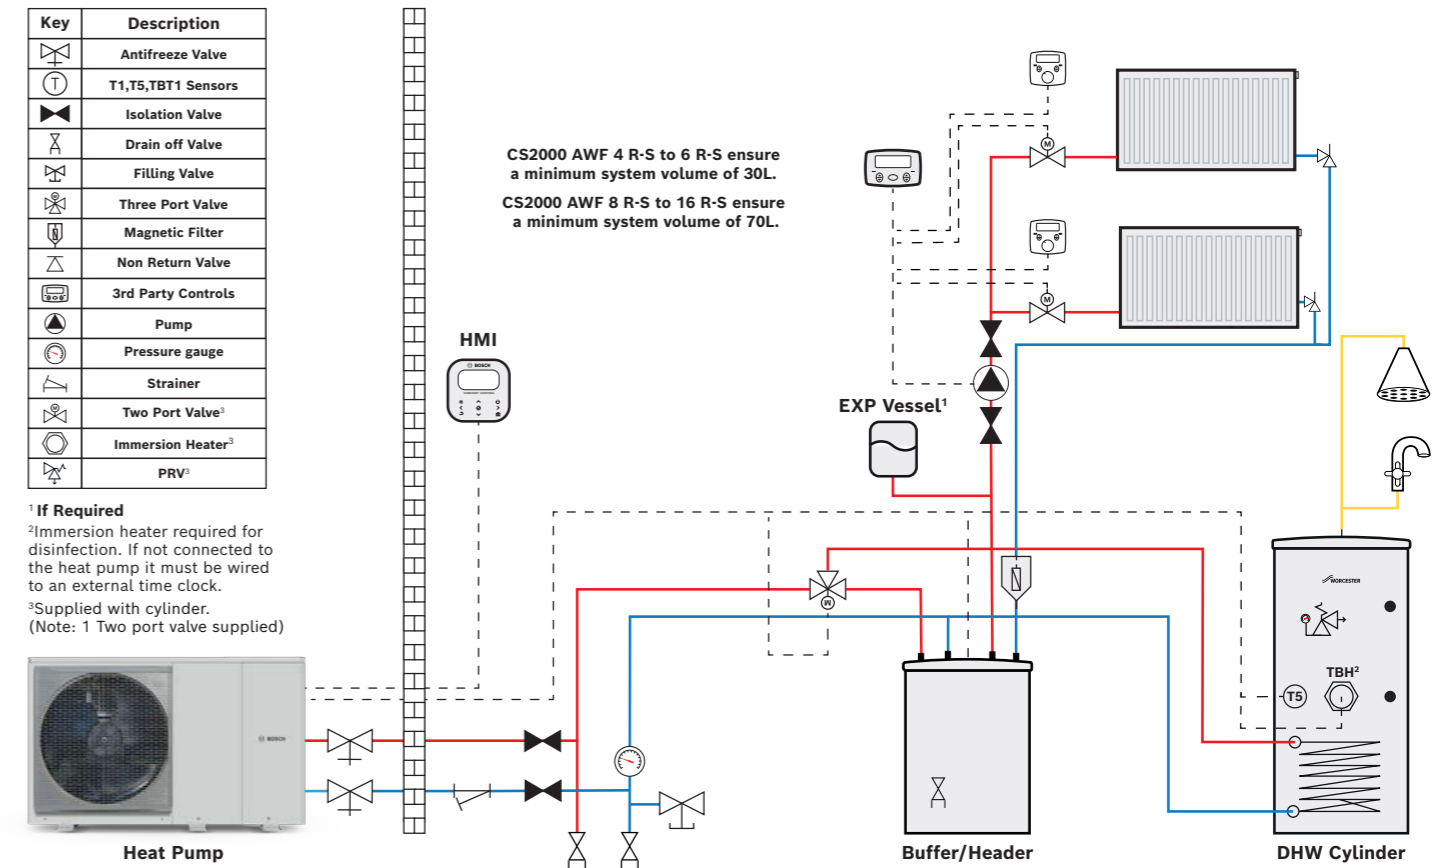 Key Description
Antifreeze Valve
T T1,T5,TBT1 Sensors
Isolation Valve
Drain off Valve
Filling Valve
M Three Port Valve
Magnetic Filter
Non Return Valve
3rd Party Controls
Pump
Pressure gauge
Strainer
M Two Port Valve³
Immersion Heater³
PRV³
¹ If Required
²Immersion heater required for
disinfection. If not connected to
the heat pump it must be wired
to an external time clock.
³Supplied with cylinder.
(Note: 1 Two port valve supplied)
BOSCH
Heat Pump
HMI
BOSCH
CS2000 AWF 4 R-S to 6 R-S ensure
a minimum system volume of 30L.
CS2000 AWF 8 R-S to 16 R-S ensure
a minimum system volume of 70L.
M
M
EXP Vessel¹
M
Buffer/Header
WORCESTER
TBH²
T5
DHW Cylinder